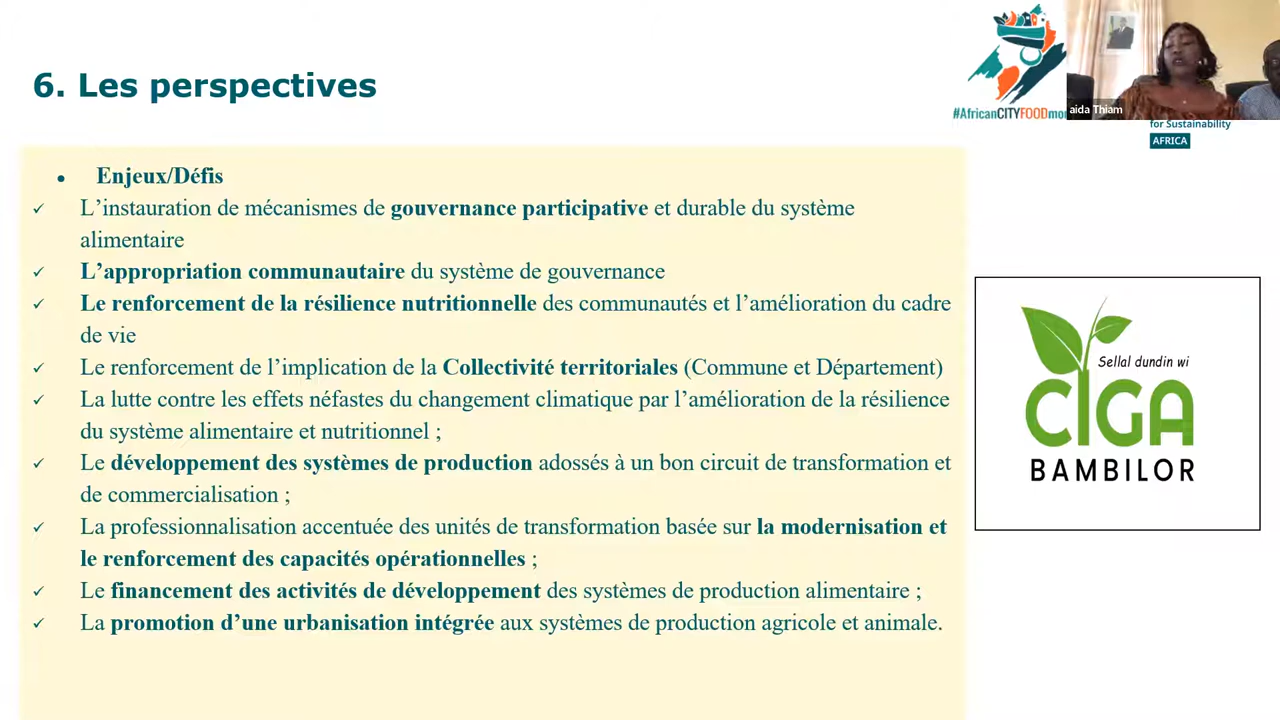 6. Les perspectives
#AfricanCITYFOODmo
aida Thiam
for Sustainability
AFRICA
• Enjeux/Défis
✓ L’instauration de mécanismes de gouvernance participative et durable du système
alimentaire
✓ L’appropriation communautaire du système de gouvernance
✓ Le renforcement de la résilience nutritionnelle des communautés et l’amélioration du cadre
de vie
✓ Le renforcement de l’implication de la Collectivité territoriales (Commune et Département)
✓ La lutte contre les effets néfastes du changement climatique par l’amélioration de la résilience
du système alimentaire et nutritionnel ;
✓ Le développement des systèmes de production adossés à un bon circuit de transformation et
de commercialisation ;
✓ La professionnalisation accentuée des unités de transformation basée sur la modernisation et
le renforcement des capacités opérationnelles ;
✓ Le financement des activités de développement des systèmes de production alimentaire ;
✓ La promotion d’une urbanisation intégrée aux systèmes de production agricole et animale.
Sellal dundin wi
CIGA
BAMBILOR